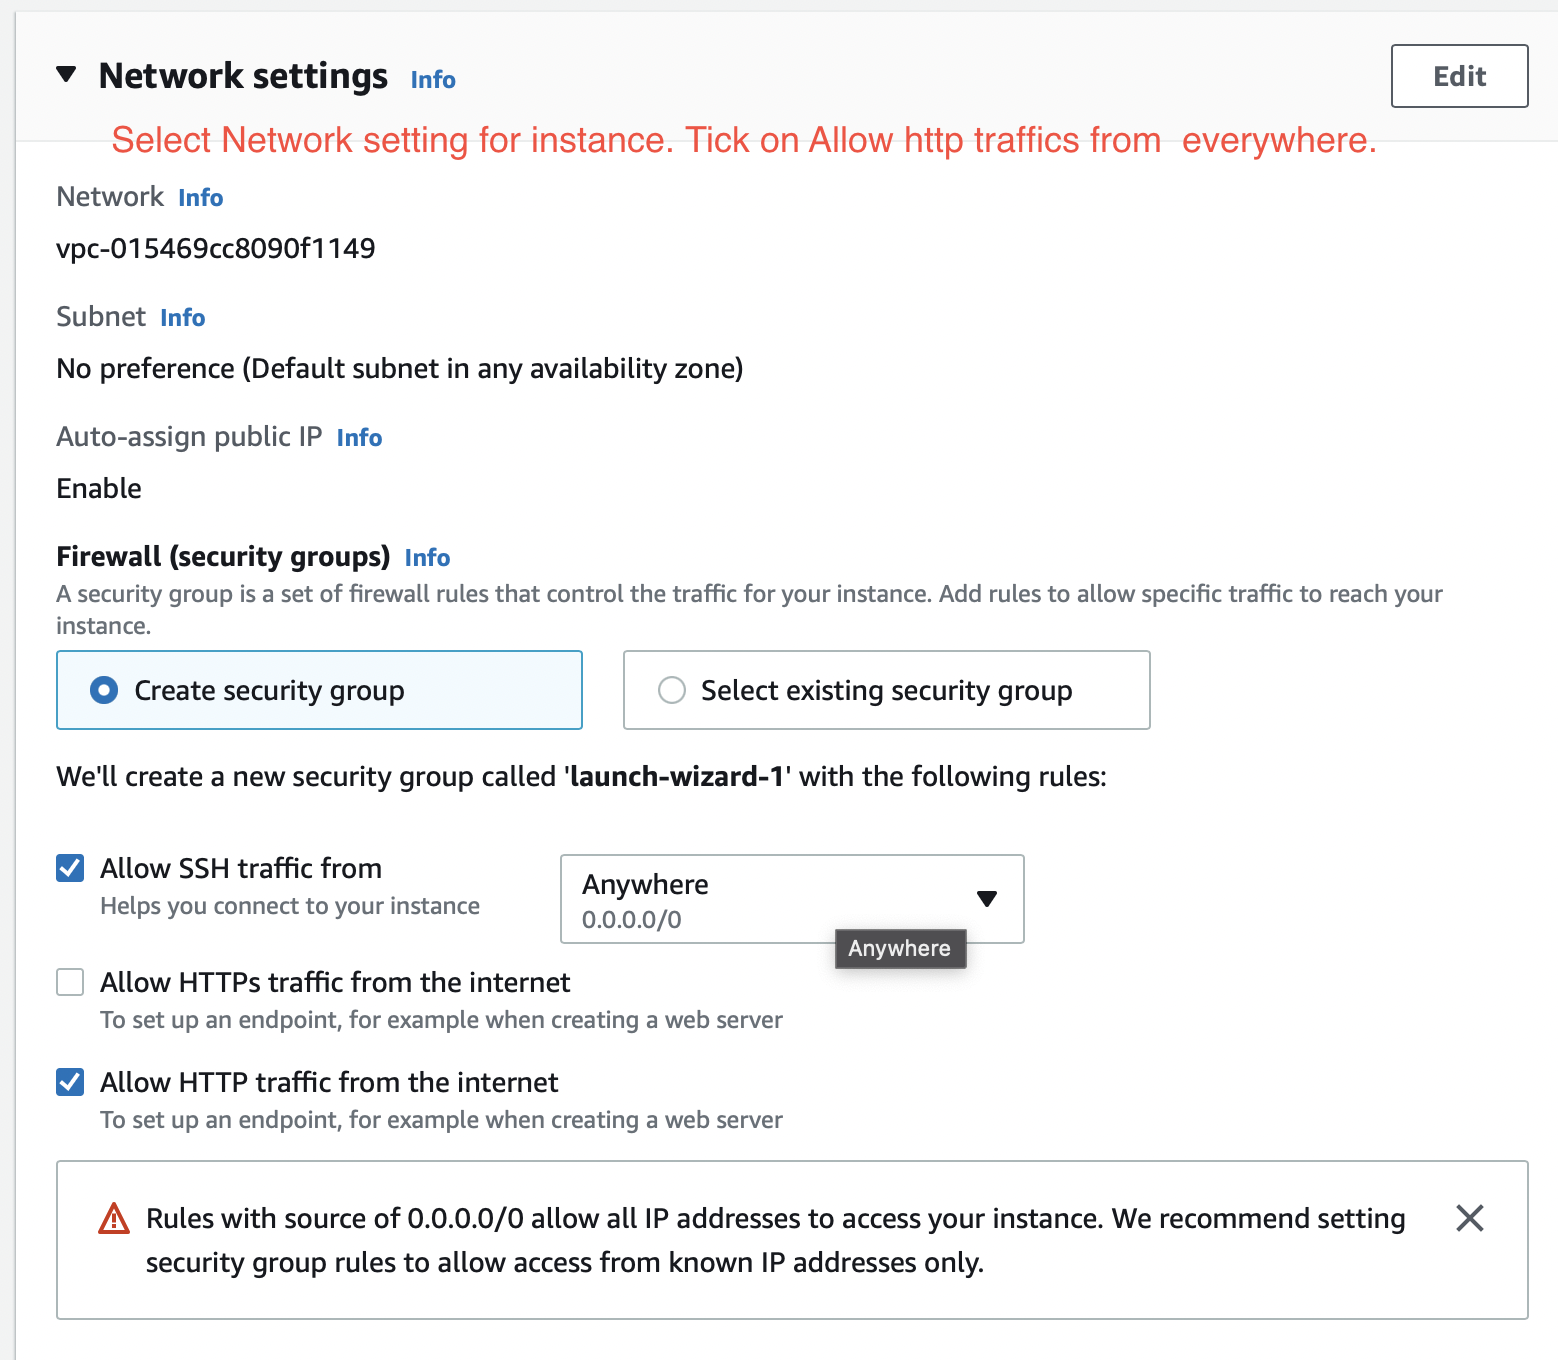 Network settings Info
Edit
Select Network setting for instance. Tick on Allow http traffics from  everywhere.
Network Info
vpc-015469cc8090f1149
Subnet Info
No preference (Default subnet in any availability zone)
Auto-assign public IP Info
Enable
Firewall (security groups) Info
A security group is a set of firewall rules that control the traffic for your instance. Add rules to allow specific traffic to reach your
instance.
Create security group
Select existing security group
We'll create a new security group called 'launch-wizard-1' with the following rules:
Allow SSH traffic from
Helps you connect to your instance
Anywhere
0.0.0.0/0
Anywhere
Allow HTTPs traffic from the internet
To set up an endpoint, for example when creating a web server
Allow HTTP traffic from the internet
To set up an endpoint, for example when creating a web server
Rules with source of 0.0.0.0/0 allow all IP addresses to access your instance. We recommend setting
security group rules to allow access from known IP addresses only.